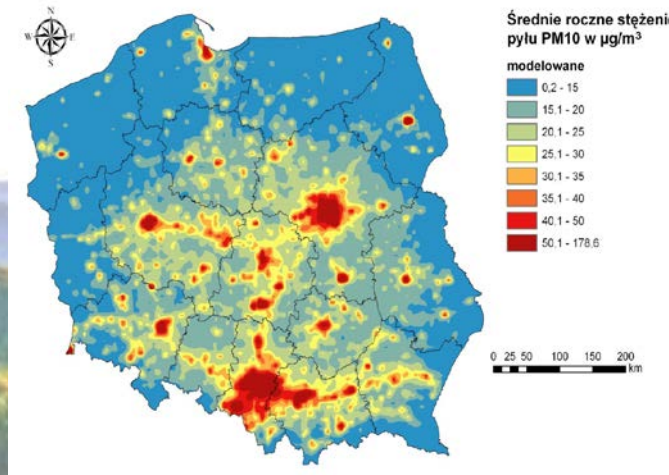 N
W E
S
Średnie roczne stężeni
pyłu PM10 w µg/m³
modelowane
0,2 - 15
15,1 - 20
20,1 - 25
25,1 - 30
30,1 - 35
35,1 - 40
40,1 - 50
50,1 - 178,6
0 25 50 100 150 200
km